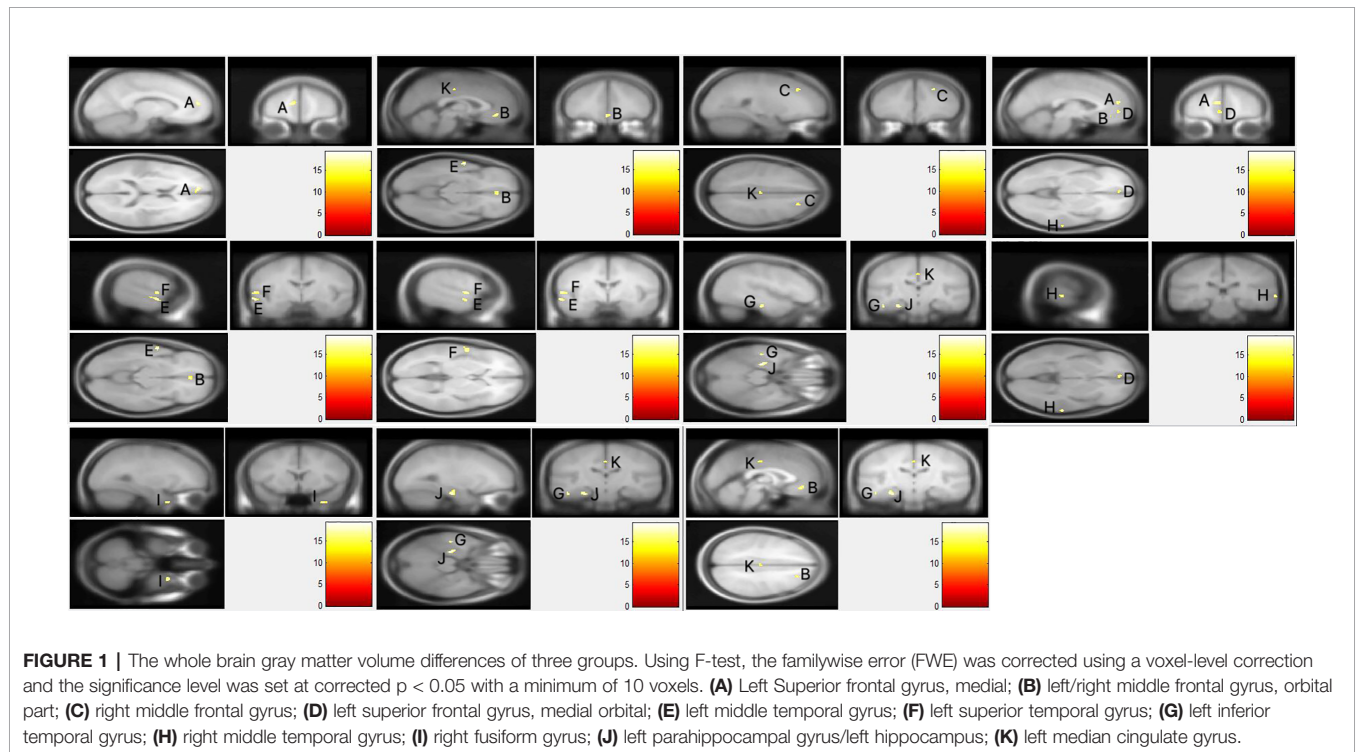 A A K B B C C A B D A D
A 15 10 5 0 E B 15 10 5 0 K C 15 10 5 0 D H 15 10 5 0
F E F E F E F E G K G J H H
E B 15 10 5 0 F 15 10 5 0 G J 15 10 5 0 D H 15 10 5 0
I I J K G J K B K G J
I 15 10 5 0 G J 15 10 5 0 K B 15 10 5 0
FIGURE 1 | The whole brain gray matter volume differences of three groups. Using F-test, the familywise error (FWE) was corrected using a voxel-level correction
and the significance level was set at corrected p < 0.05 with a minimum of 10 voxels. (A) Left Superior frontal gyrus, medial; (B) left/right middle frontal gyrus, orbital
part; (C) right middle frontal gyrus; (D) left superior frontal gyrus, medial orbital; (E) left middle temporal gyrus; (F) left superior temporal gyrus; (G) left inferior
temporal gyrus; (H) right middle temporal gyrus; (I) right fusiform gyrus; (J) left parahippocampal gyrus/left hippocampus; (K) left median cingulate gyrus.